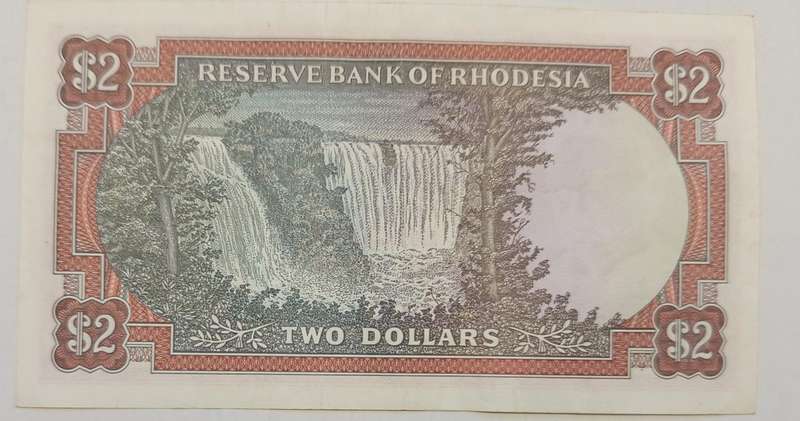 $2 RESERVE BANK OF RHODESIA $2
$2 TWO DOLLARS $2